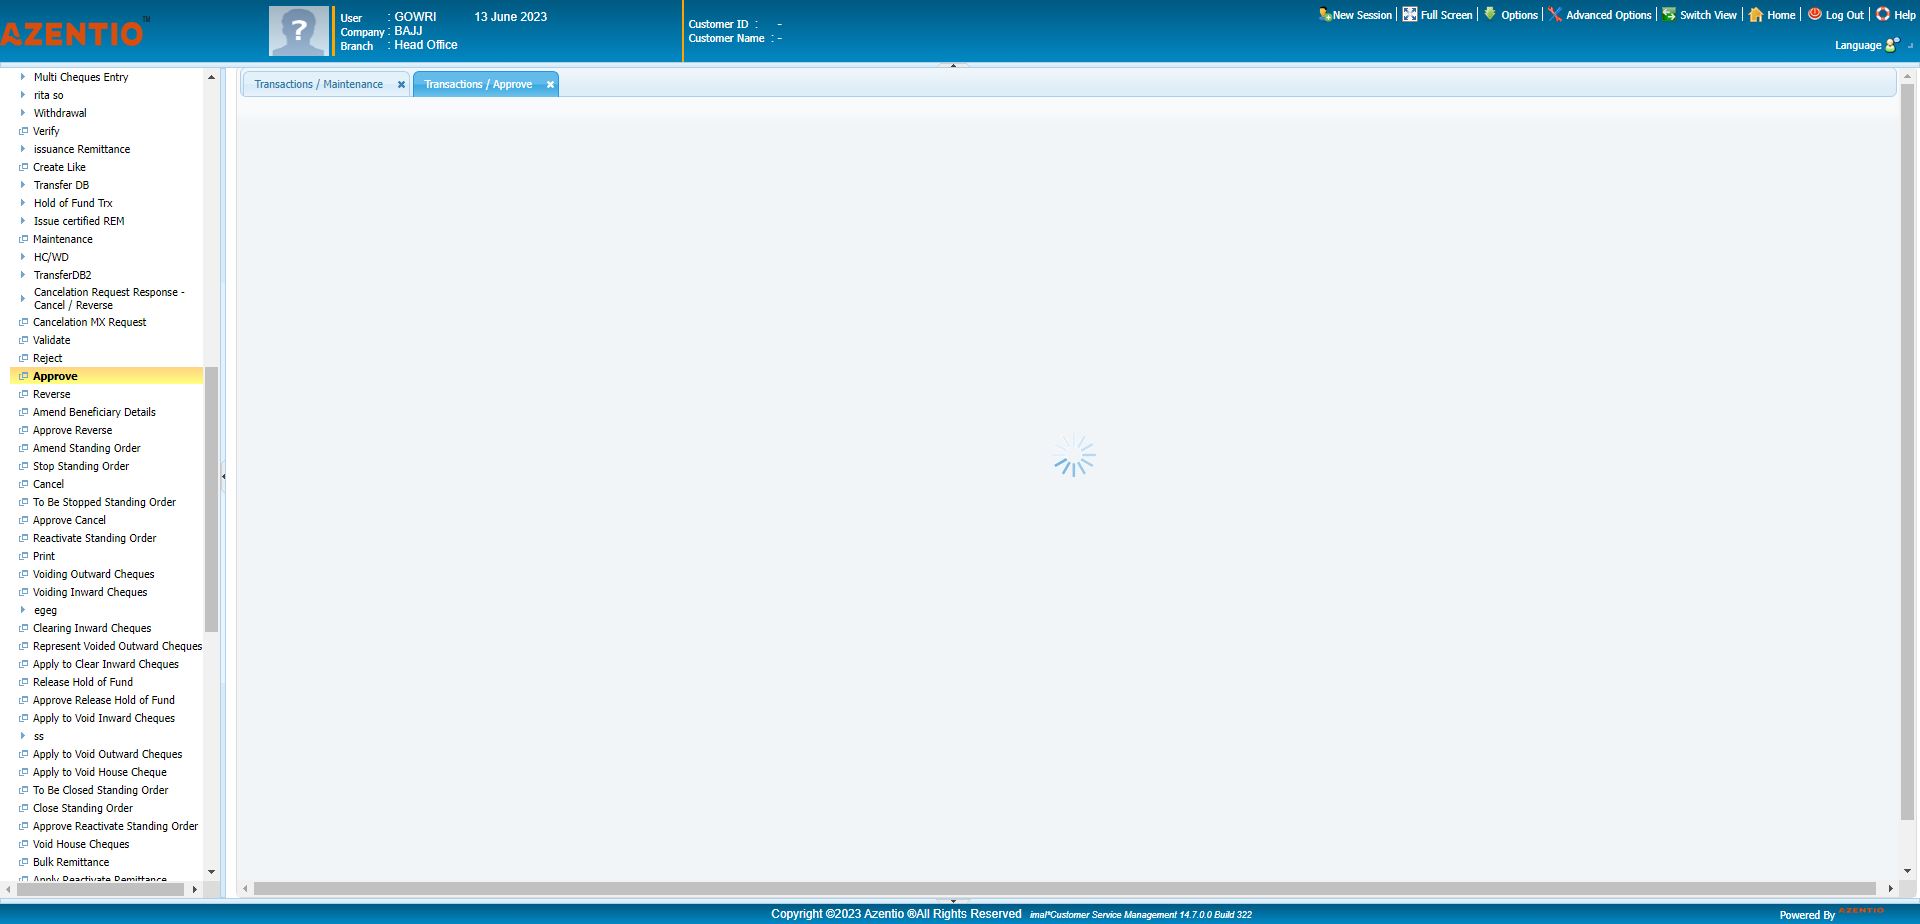 AZENTIO™
User : GOWRI 13 June 2023
Company : BAJJ
Branch : Head Office
Customer ID : -
Customer Name : -
New Session Full Screen Options Advanced Options Switch View Home Log Out Help
Language
Multi Cheques Entry
rita so
Withdrawal
Verify
issuance Remittance
Create Like
Transfer DB
Hold of Fund Trx
Issue certified REM
Maintenance
HC/WD
TransferDB2
Cancelation Request Response -
Cancel / Reverse
Cancelation MX Request
Validate
Reject
Approve
Reverse
Amend Beneficiary Details
Approve Reverse
Amend Standing Order
Stop Standing Order
Cancel
To Be Stopped Standing Order
Approve Cancel
Reactivate Standing Order
Print
Voiding Outward Cheques
Voiding Inward Cheques
egeg
Clearing Inward Cheques
Represent Voided Outward Cheques
Apply to Clear Inward Cheques
Release Hold of Fund
Approve Release Hold of Fund
Apply to Void Inward Cheques
ss
Apply to Void Outward Cheques
Apply to Void House Cheque
To Be Closed Standing Order
Close Standing Order
Approve Reactivate Standing Order
Void House Cheques
Bulk Remittance
Apply Reactivate Remittance
Transactions / Maintenance
Transactions / Approve
Copyright ©2023 Azentio ®All Rights Reserved imal*Customer Service Management 14.7.0.0 Build 322
Powered By AZENTIO